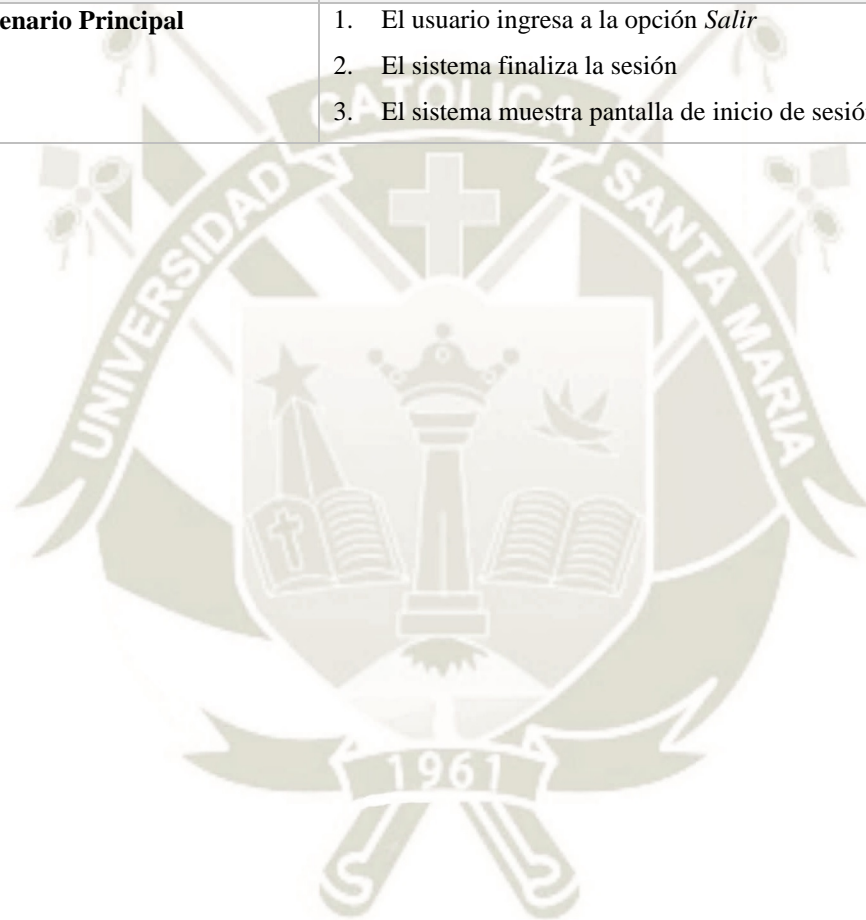 enario Principal
1. El usuario ingresa a la opción Salir
2. El sistema finaliza la sesión
3. El sistema muestra pantalla de inicio de sesión
UNIVERSIDAD CATOLICA SANTA MARIA
1961